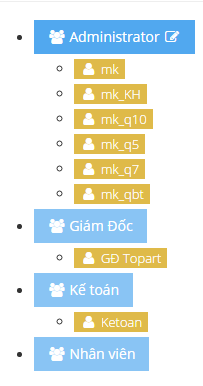 Administrator
mk
mk_KH
mk_q10
mk_q5
mk_q7
mk_qbt
Giám Đốc
GĐ Topart
Kế toán
Ketoan
Nhân viên